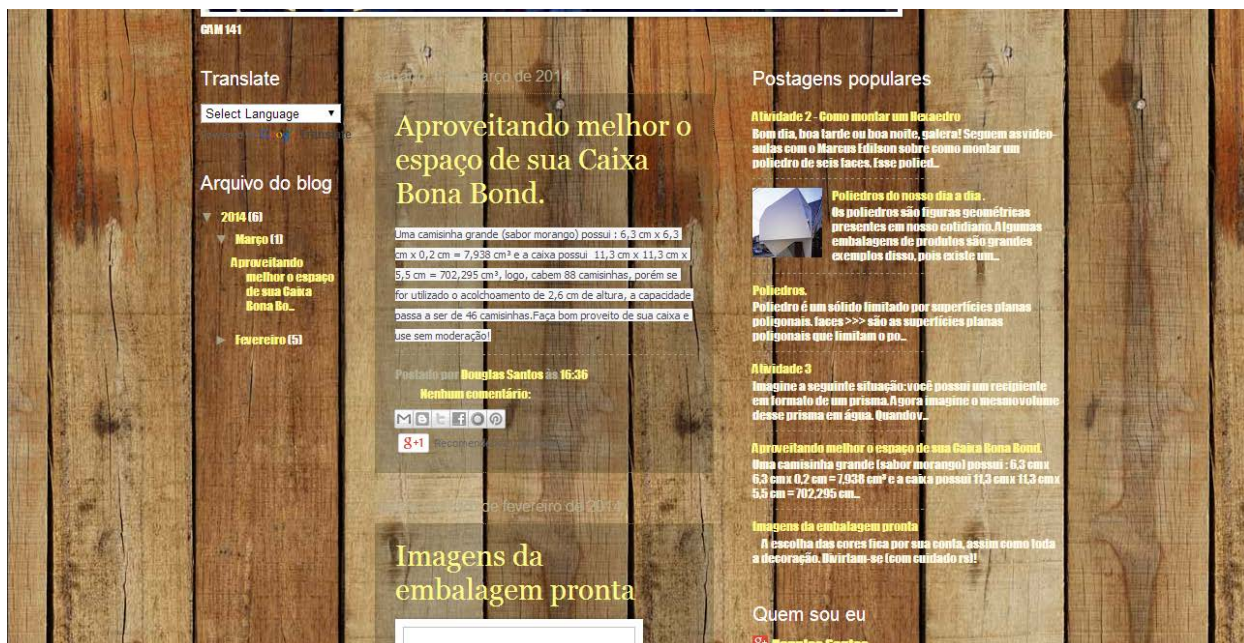 CAM 141
Translate
Select Language
Arquivo do blog
▼ 2014 (6)
▼ Março (1)
Aproveitando
melhor o espaço
de sua Caixa
Bona Bo...
► Fevereiro (5)
março de 2014
Aproveitando melhor o
espaço de sua Caixa
Bona Bond.
Uma camisinha grande (sabor morango) possui : 6,3 cm x 6,3
cm x 0,2 cm = 7,938 cm³ e a caixa possui 11,3 cm x 11,3 cm x
5,5 cm = 702,295 cm³, logo, cabem 88 camisinhas, porém se
for utilizado o acolchoamento de 2,6 cm de altura, a capacidade
passa a ser de 46 camisinhas.Faça bom proveito de sua caixa e
use sem moderação!
Postado por Douglas Santos às 16:36
Nenhum comentário:
g+1
de fevereiro de 2014
Imagens da
embalagem pronta
Postagens populares
Atividade 2 - Como montar um Hexaedro
Bom dia, boa tarde ou boa noite, galera! Seguem as vídeo-
aulas com o Marcus Edilson sobre como montar um
poliedro de seis faces. Esse polied...
Poliedros do nosso dia a dia .
Os poliedros são figuras geométricas
presentes em nosso cotidiano. Algumas
embalagens de produtos são grandes
exemplos disso, pois existe um...
Poliedros.
Poliedro é um sólido limitado por superfícies planas
poligonais. faces >>> são as superfícies planas
poligonais que limitam o po...
Atividade 3
Imagine a seguinte situação: você possui um recipiente
em formato de um prisma. Agora imagine o mesmo volume
desse prisma em água. Quando v...
Aproveitando melhor o espaço de sua Caixa Bona Bond.
Uma camisinha grande (sabor morango) possui : 6,3 cm x
6,3 cm x 0,2 cm = 7,938 cm³ e a caixa possui 11,3 cm x 11,3 cm x
5,5 cm = 702,295 cm...
Imagens da embalagem pronta
A escolha das cores fica por sua conta, assim como toda
a decoração. Divirtam-se (com cuidado rs)!
Quem sou eu
Douglas Santos